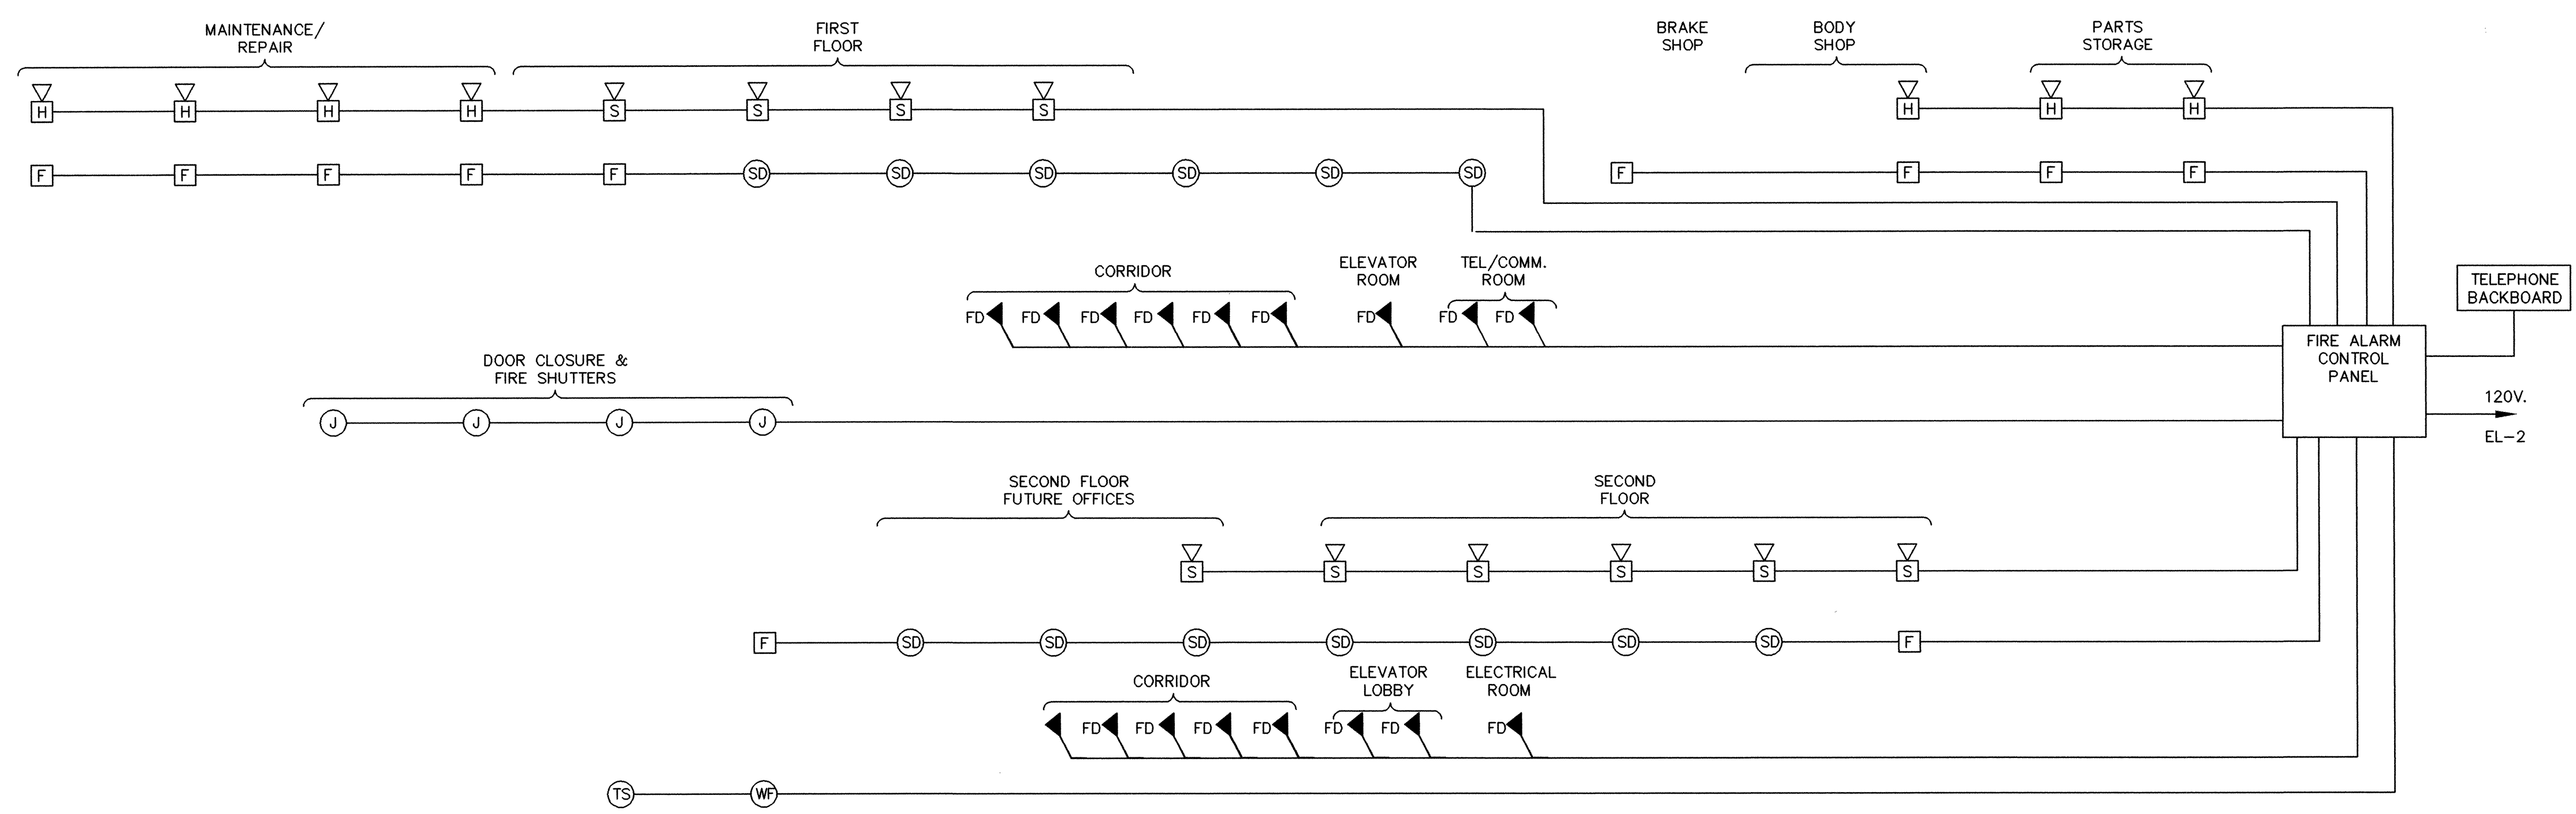 MAINTENANCE/
REPAIR
FIRST
FLOOR
BRAKE
SHOP
BODY
SHOP
PARTS
STORAGE
H H H H S S S S H H H
F F F F F SD SD SD SD SD SD F F F F
CORRIDOR
ELEVATOR
ROOM
TEL/COMM.
ROOM
FD FD FD FD FD FD FD FD FD
TELEPHONE
BACKBOARD
FIRE ALARM
CONTROL
PANEL
120V.
EL-2
DOOR CLOSURE &
FIRE SHUTTERS
J J J J
SECOND FLOOR
FUTURE OFFICES
SECOND
FLOOR
S S S S S S
F SD SD SD SD SD SD SD F
CORRIDOR
ELEVATOR
LOBBY
ELECTRICAL
ROOM
FD FD FD FD FD FD FD
TS WF